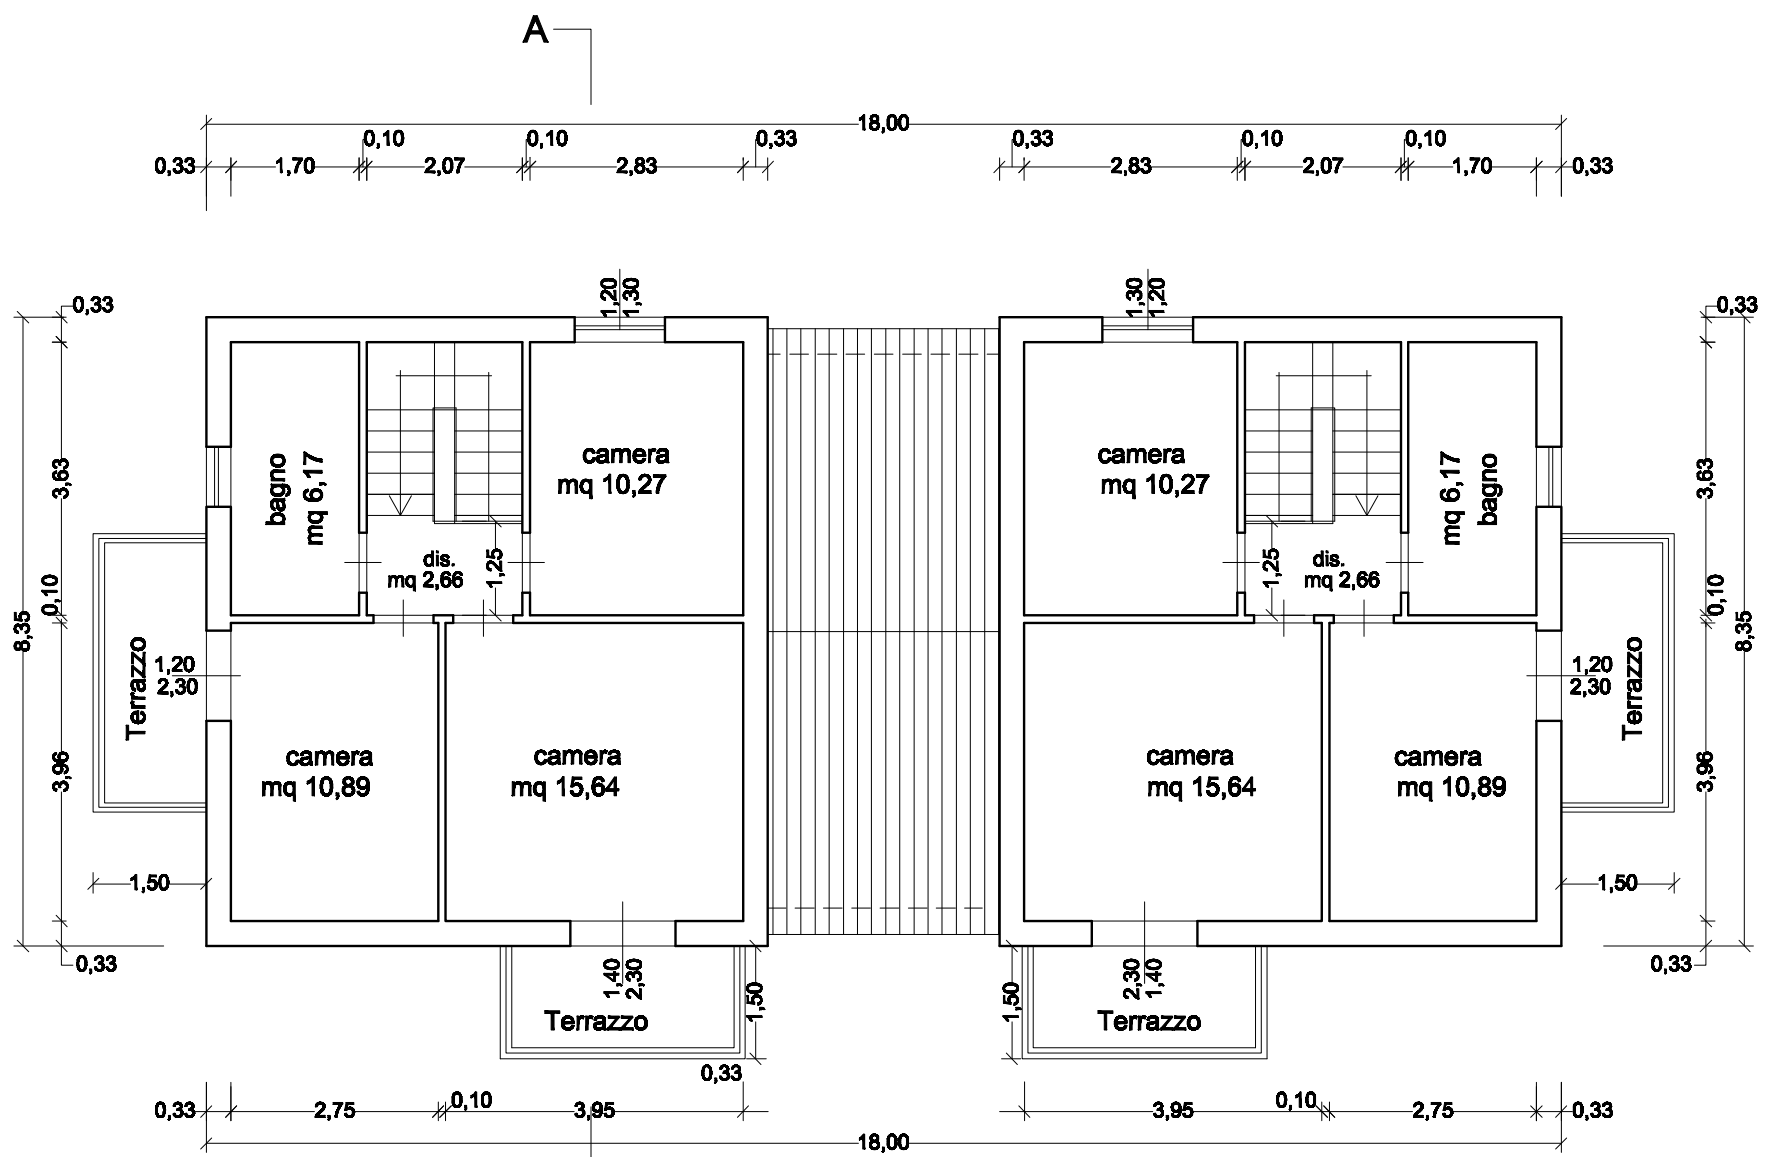 A
18,00
0,10
0,10
0,33
0,33
0,10
0,10
0,33
1,70
2,07
2,83
2,83
2,07
1,70
0,33
0,33
1,20
1,30
1,30
1,20
0,33
camera
mq 10,27
camera
mq 10,27
bagno
mq 6,17
mq 6,17
bagno
3,63
3,63
dis.
mq 2,66
1,25
1,25
dis.
mq 2,66
0,10
0,10
8,35
8,35
Terrazzo
1,20
2,30
1,20
2,30
Terrazzo
camera
mq 10,89
camera
mq 15,64
camera
mq 15,64
camera
mq 10,89
3,96
3,96
1,50
1,50
0,33
0,33
1,40
2,30
1,50
1,50
2,30
1,40
Terrazzo
Terrazzo
0,33
0,33
2,75
0,10
3,95
3,95
0,10
2,75
0,33
18,00